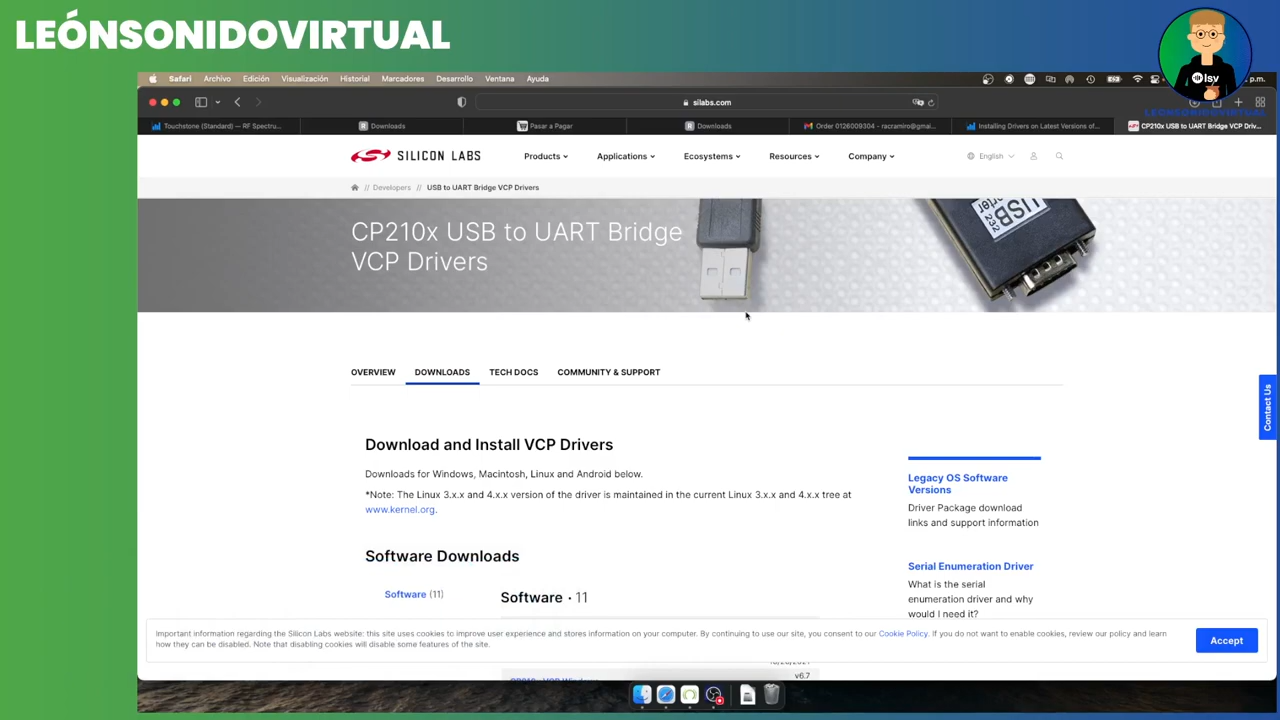 LEÓNSONIDOVIRTUAL
lsv
LEONSONIDOVIRTUAL
Safari Archivo Edición Visualización Historial Marcadores Desarrollo Ventana Ayuda
p.m.
silabs.com
Touchstone (Standard) — RF Spectru...
Downloads
Pasar a Pagar
Downloads
Order 0126009304 - racramiro@gmai...
Installing Drivers on Latest Versions of...
CP210x USB to UART Bridge VCP Driv...
SILICON LABS
Products Applications Ecosystems Resources Company
English
// Developers // USB to UART Bridge VCP Drivers
CP210x USB to UART Bridge
VCP Drivers
USB
232
OVERVIEW DOWNLOADS TECH DOCS COMMUNITY & SUPPORT
Contact Us
Download and Install VCP Drivers
Downloads for Windows, Macintosh, Linux and Android below.
*Note: The Linux 3.x.x and 4.x.x version of the driver is maintained in the current Linux 3.x.x and 4.x.x tree at
www.kernel.org.
Software Downloads
Software (11)
Software · 11
Legacy OS Software
Versions
Driver Package download
links and support information
Serial Enumeration Driver
What is the serial
enumeration driver and why
would I need it?
Important information regarding the Silicon Labs website: this site uses cookies to improve user experience and stores information on your computer. By continuing to use our site, you consent to our Cookie Policy. If you do not want to enable cookies, review our policy and learn
how they can be disabled. Note that disabling cookies will disable some features of the site.
Accept
v6.7